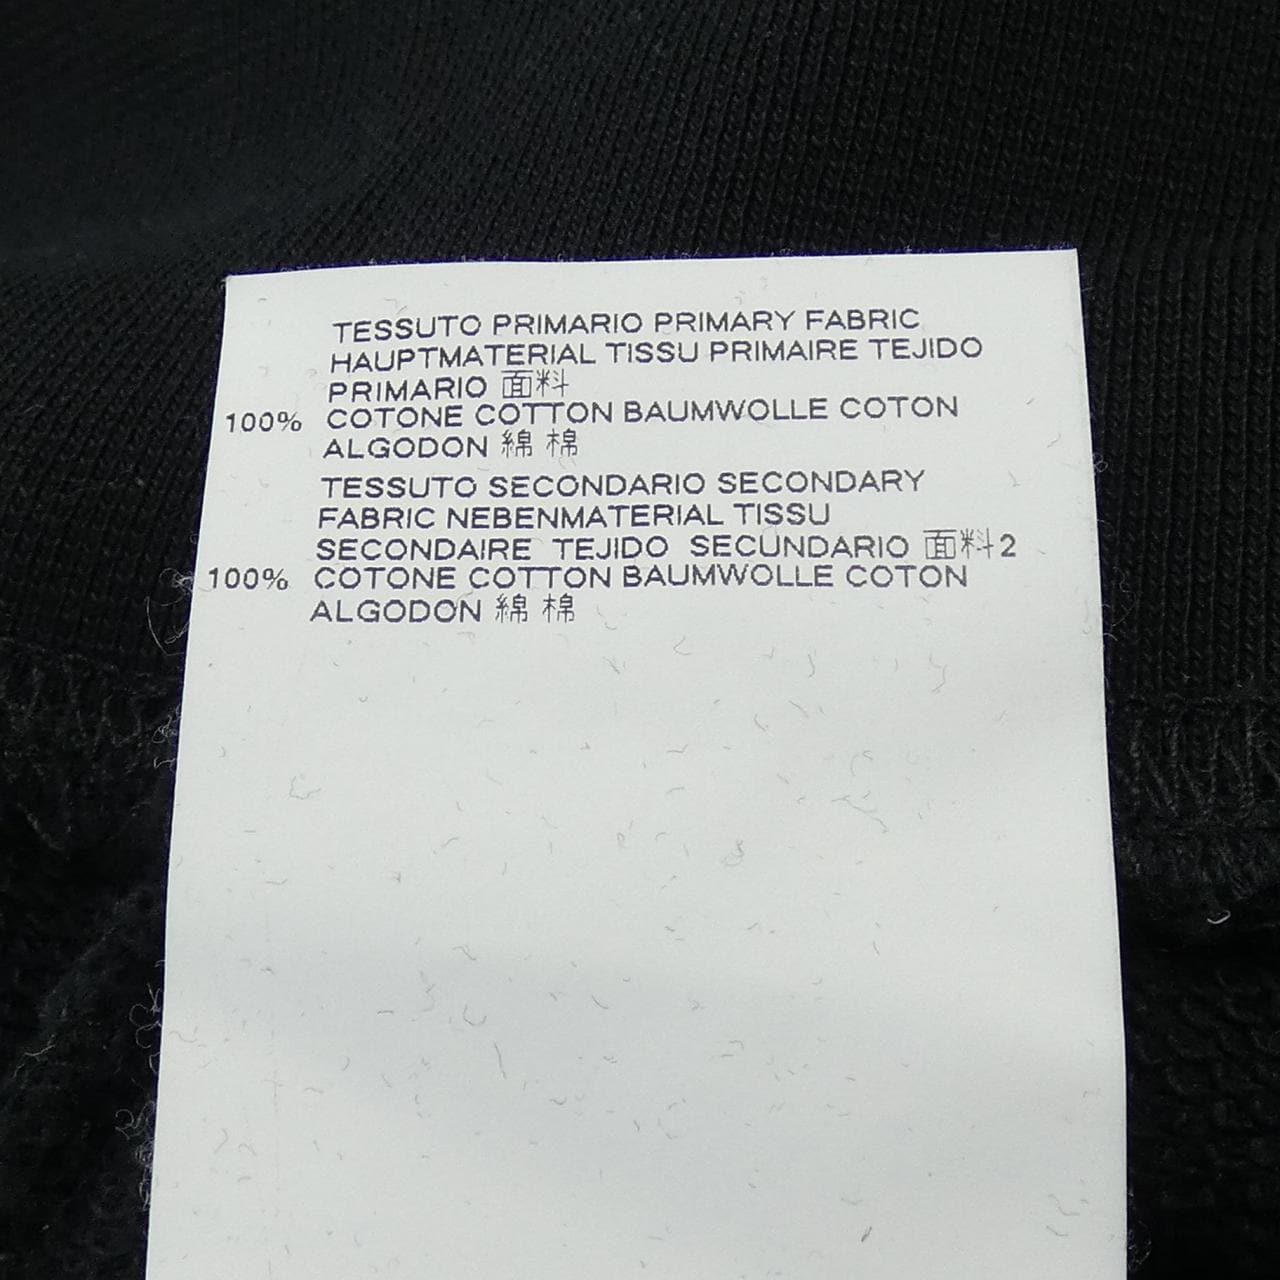 TESSUTO PRIMARIO PRIMARY FABRIC
HAUPTMATERIAL TISSU PRIMAIRE TEJIDO
PRIMARIO 面料
100% COTONE COTTON BAUMWOLLE COTON
ALGODON 綿 棉
TESSUTO SECONDARIO SECONDARY
FABRIC NEBENMATERIAL TISSU
SECONDAIRE TEJIDO SECUNDARIO 面料2
100% COTONE COTTON BAUMWOLLE COTON
ALGODON 綿 棉